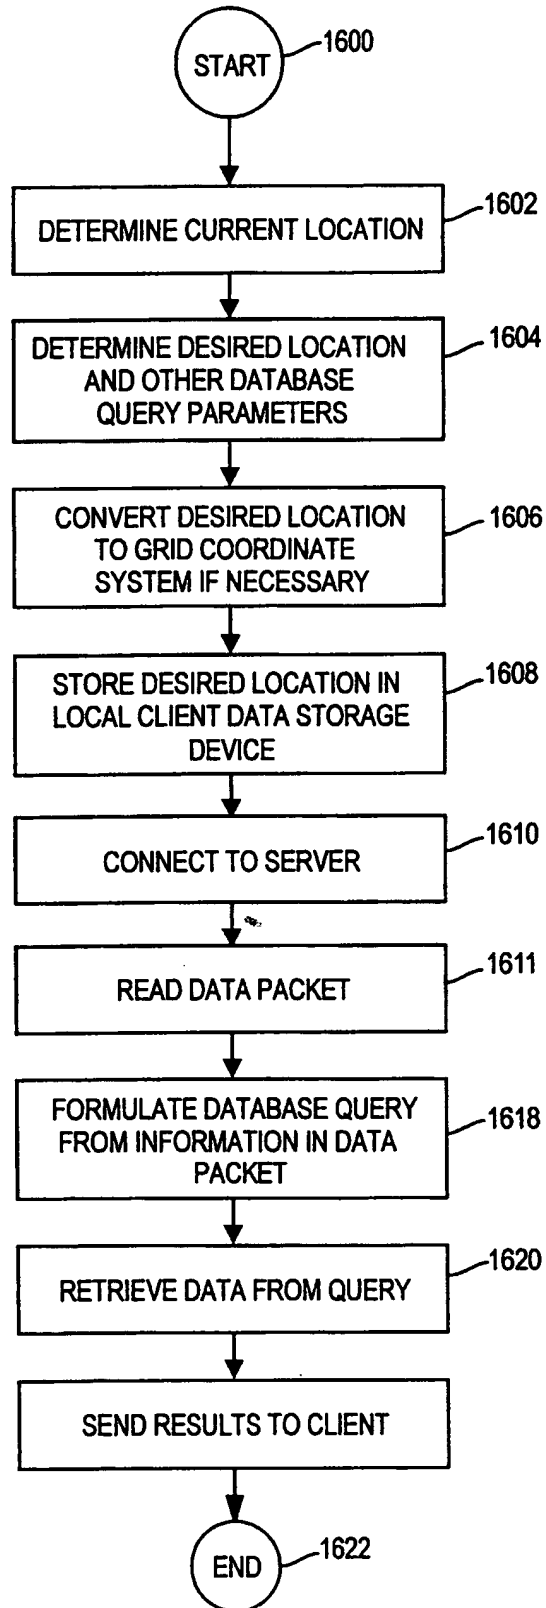 START
1600
DETERMINE CURRENT LOCATION
1602
DETERMINE DESIRED LOCATION
AND OTHER DATABASE
QUERY PARAMETERS
1604
CONVERT DESIRED LOCATION
TO GRID COORDINATE
SYSTEM IF NECESSARY
1606
STORE DESIRED LOCATION IN
LOCAL CLIENT DATA STORAGE
DEVICE
1608
CONNECT TO SERVER
1610
READ DATA PACKET
1611
FORMULATE DATABASE QUERY
FROM INFORMATION IN DATA
PACKET
1618
RETRIEVE DATA FROM QUERY
1620
SEND RESULTS TO CLIENT
END
1622